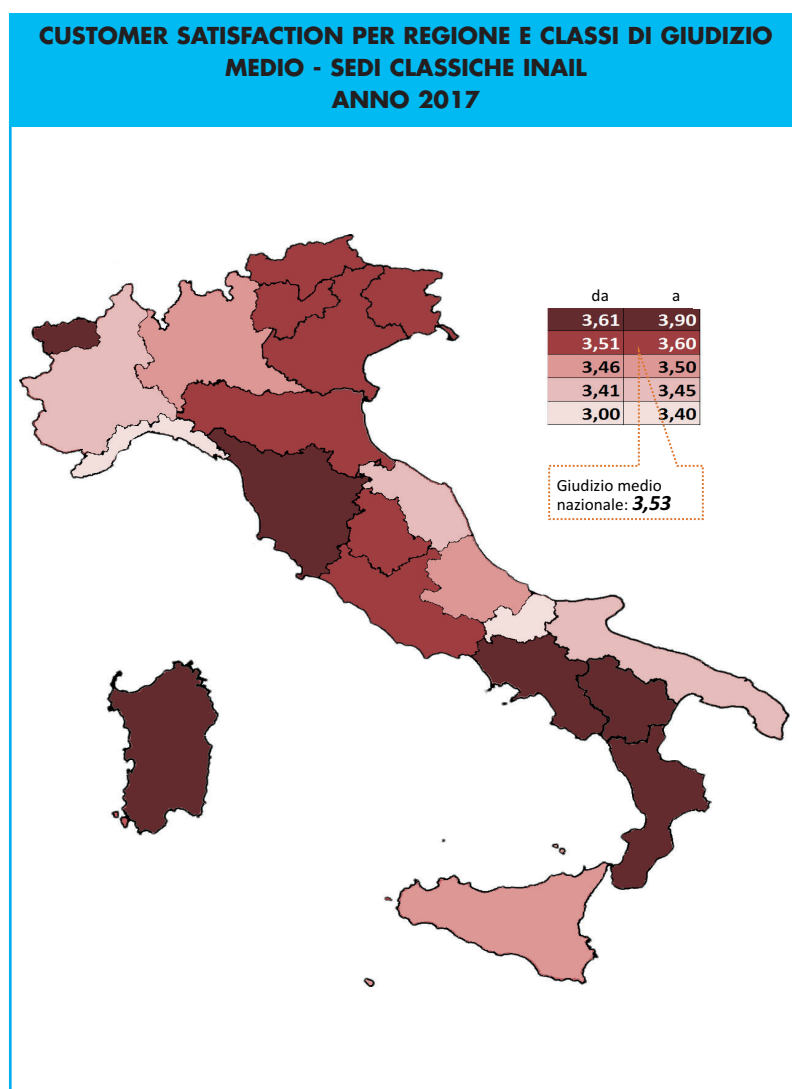 CUSTOMER SATISFACTION PER REGIONE E CLASSI DI GIUDIZIO
MEDIO - SEDI CLASSICHE INAIL
ANNO 2017
da a
3,61 3,90
3,51 3,60
3,46 3,50
3,41 3,45
3,00 3,40
Giudizio medio
nazionale: 3,53